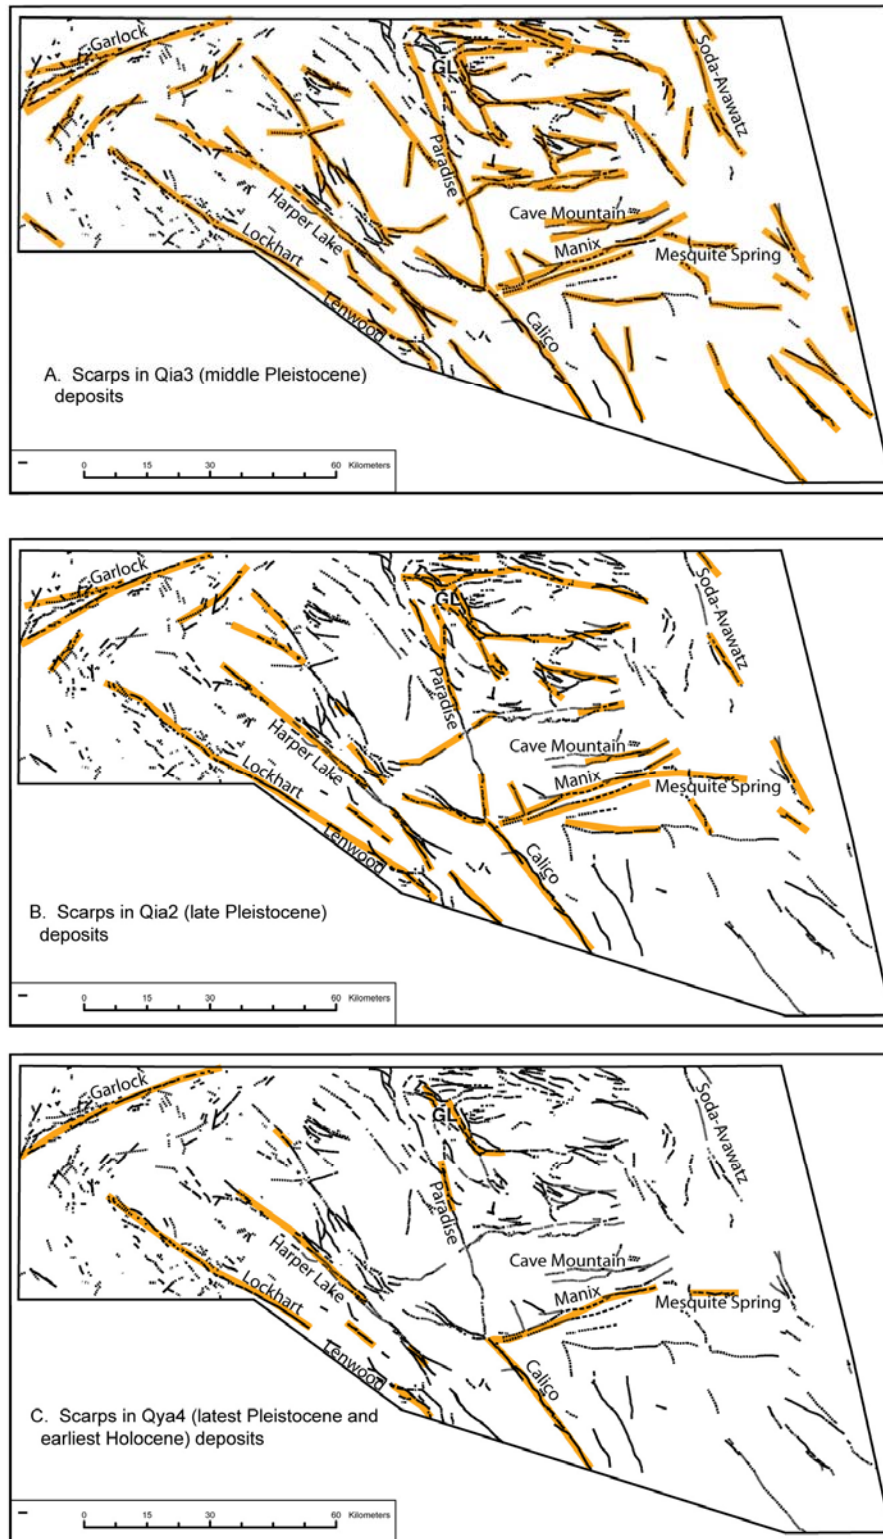 Garlock
GL
Soda-Avawatz
Paradise
Harper Lake
Cave Mountain
Manix
Mesquite Spring
Lockhart
Lenwood
Calico
A. Scarps in Qia3 (middle Pleistocene)
deposits
0 15 30 60 Kilometers
Garlock
GL
Soda-Avawatz
Paradise
Harper Lake
Cave Mountain
Manix
Mesquite Spring
Lockhart
Lenwood
Calico
B. Scarps in Qia2 (late Pleistocene)
deposits
0 15 30 60 Kilometers
Garlock
GL
Soda-Avawatz
Paradise
Harper Lake
Cave Mountain
Manix
Mesquite Spring
Lockhart
Lenwood
Calico
C. Scarps in Qya4 (latest Pleistocene and
earliest Holocene) deposits
0 15 30 60 Kilometers